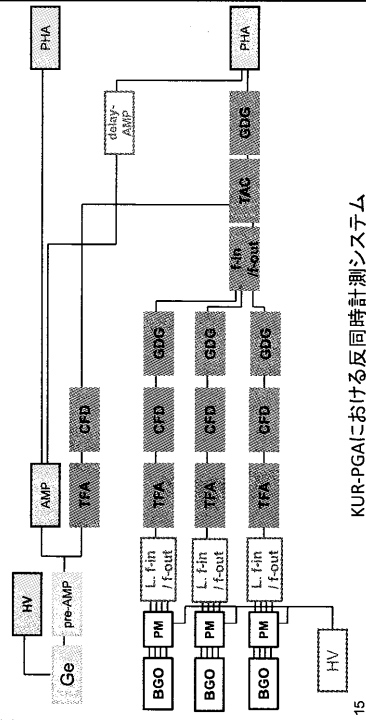 HV
Ge
pre-AMP
AMP
PHA
TFA
CFD
delay-
AMP
BGO
PM
L. f-in
/ f-out
TFA
CFD
GDG
BGO
PM
L. f-in
/ f-out
TFA
CFD
GDG
BGO
PM
L. f-in
/ f-out
TFA
CFD
GDG
f-in
/f-out
TAC
GDG
PHA
HV
KUR-PGAにおける反同時計測システム
15